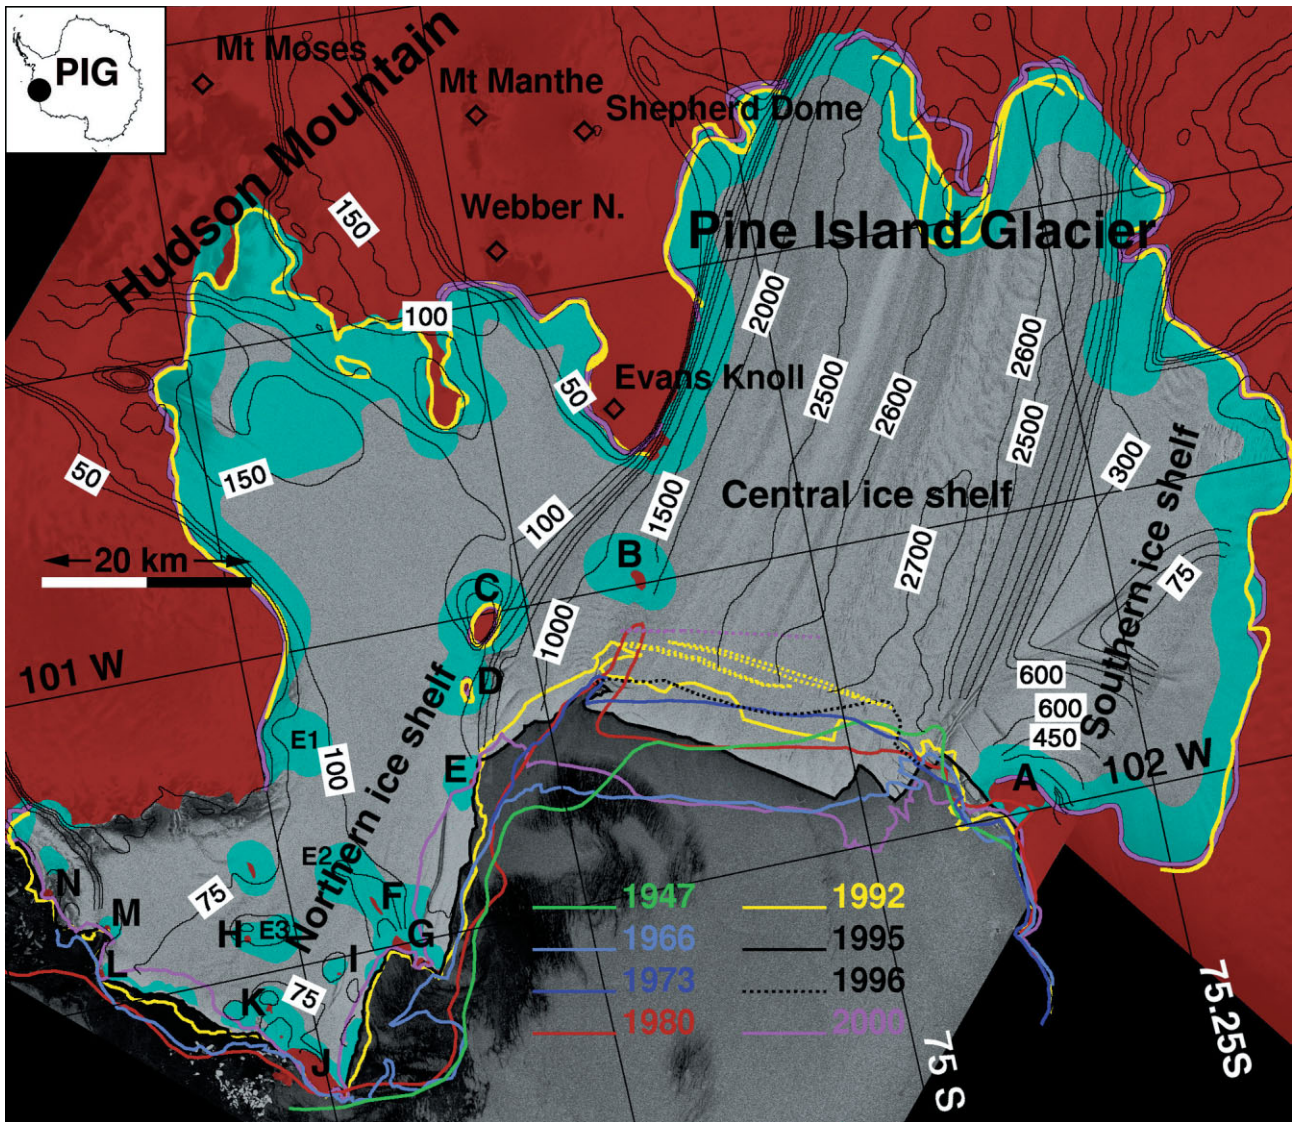 PIG
Mt Moses
Hudson Mountain
Mt Manthe
Shepherd Dome
Webber N.
Pine Island Glacier
150
100
2000
2600
2500
2600
2500
50
Evans Knoll
300
50
150
1500
100
Central ice shelf
Southern ice shelf
20 km
B
2700
75
C
1000
101 W
D
600
600
450
E1
100
E
A
102 W
Northern ice shelf
E2
N
75
F
M
H
E3
G
I
L
K
75
J
1947
1992
1966
1995
1973
1996
1980
2000
75 S
75.25S